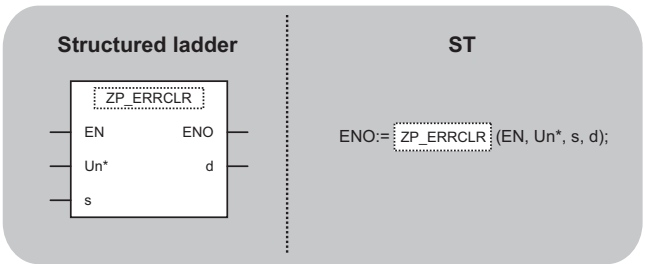 Structured ladder
ZP_ERRCLR
EN ENO
Un* d
s
ST
ENO:= ZP_ERRCLR (EN, Un*, s, d);